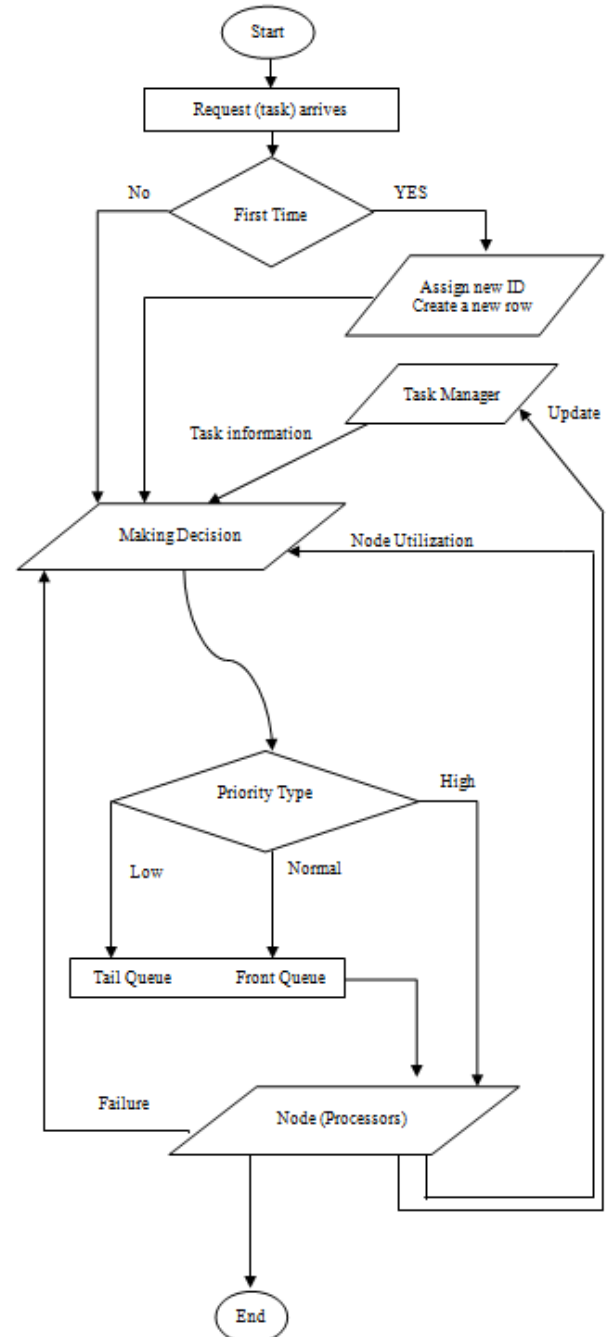 Start
Request (task) arrives
No
YES
First Time
Assign new ID
Create a new row
Task Manager
Update
Task information
Making Decision
Node Utilization
Priority Type
High
Low
Normal
Tail Queue
Front Queue
Failure
Node (Processors)
End